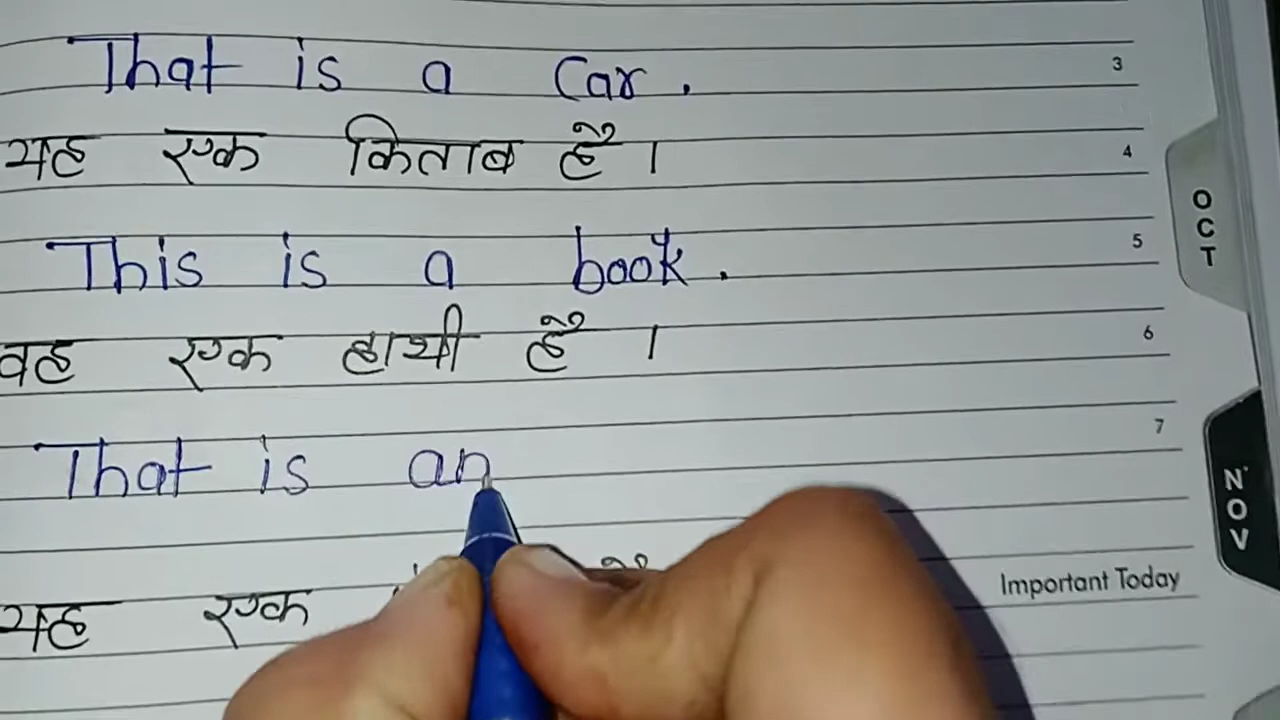 That is a Car. 3
यह एक किताब है। 4
This is a book. 5
वह एक हाथी है। 6
That is an 7
Important Today
यह एक
OCT
NOV